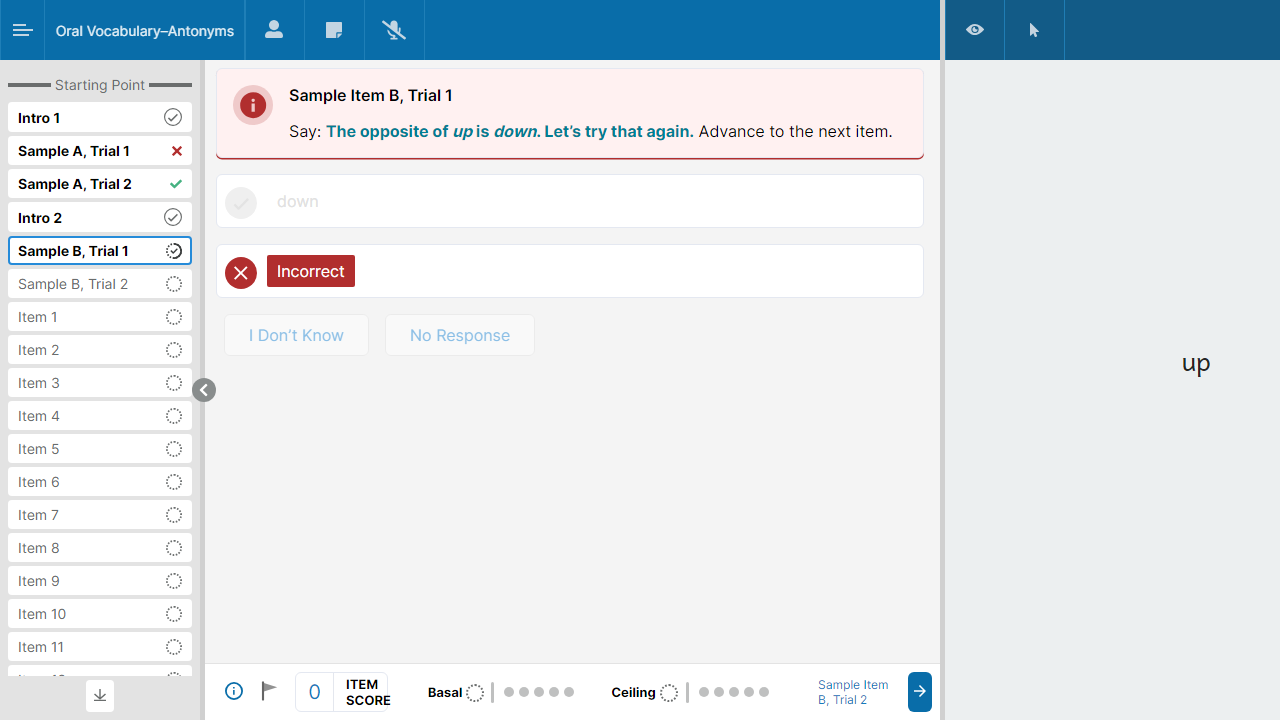 Oral Vocabulary–Antonyms
Starting Point
Intro 1
Sample A, Trial 1
Sample A, Trial 2
Intro 2
Sample B, Trial 1
Sample B, Trial 2
Item 1
Item 2
Item 3
Item 4
Item 5
Item 6
Item 7
Item 8
Item 9
Item 10
Item 11
Sample Item B, Trial 1
Say: The opposite of up is down. Let’s try that again. Advance to the next item.
down
Incorrect
I Don’t Know
No Response
0
ITEM
SCORE
Basal
Ceiling
Sample Item
B, Trial 2
up